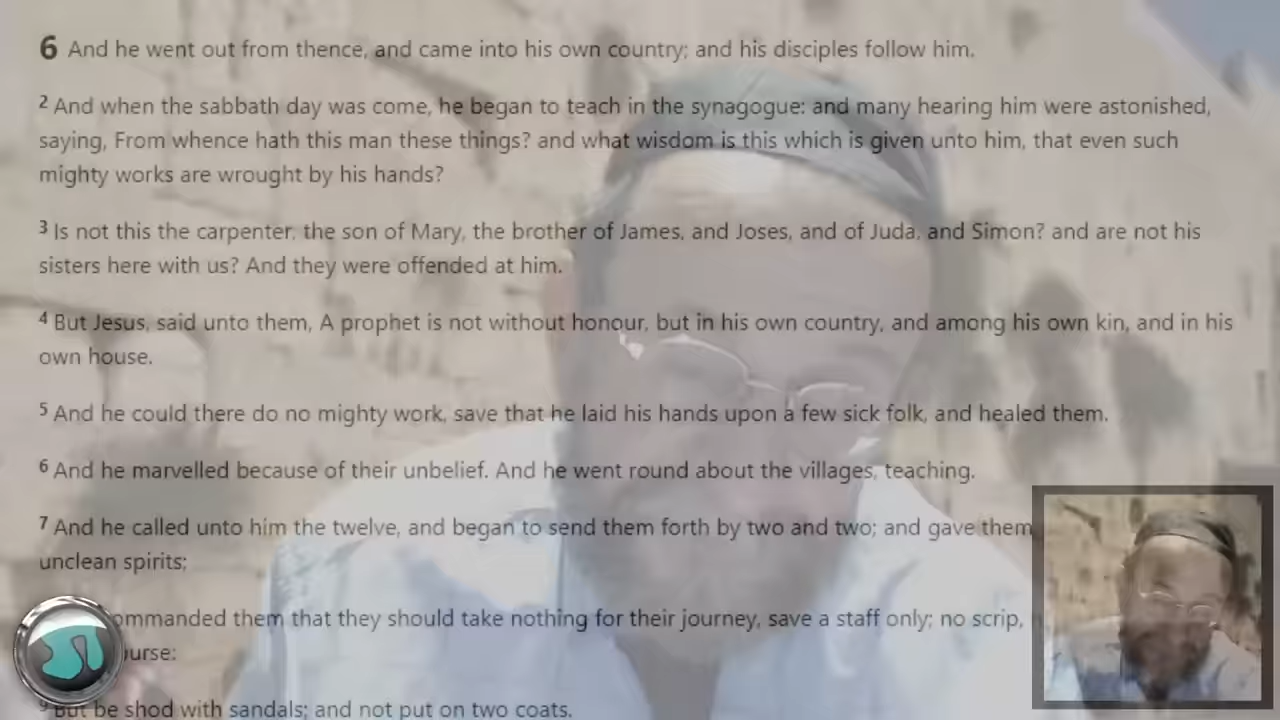 6 And he went out from thence, and came into his own country; and his disciples follow him.
2 And when the sabbath day was come, he began to teach in the synagogue: and many hearing him were astonished,
saying, From whence hath this man these things? and what wisdom is this which is given unto him, that even such
mighty works are wrought by his hands?
3 Is not this the carpenter, the son of Mary, the brother of James, and Joses, and of Juda, and Simon? and are not his
sisters here with us? And they were offended at him.
4 But Jesus, said unto them, A prophet is not without honour, but in his own country, and among his own kin, and in his
own house.
5 And he could there do no mighty work, save that he laid his hands upon a few sick folk, and healed them.
6 And he marvelled because of their unbelief. And he went round about the villages, teaching.
7 And he called unto him the twelve, and began to send them forth by two and two; and gave them
unclean spirits;
ommanded them that they should take nothing for their journey, save a staff only; no scrip,
urse:
9 But be shod with sandals; and not put on two coats.